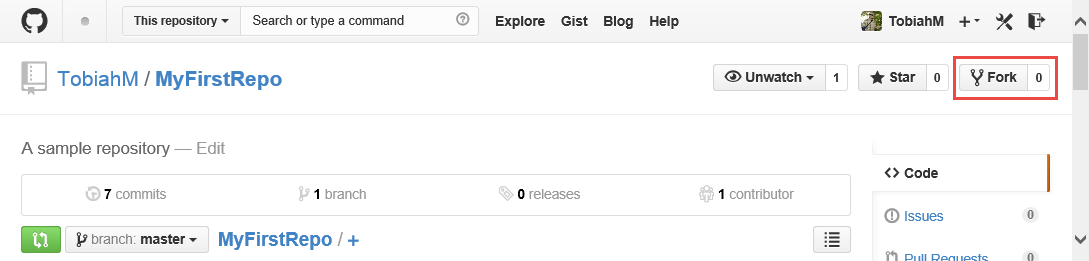 This repository Search or type a command Explore Gist Blog Help TobiahM
TobiahM / MyFirstRepo Unwatch 1 Star 0 Fork 0
A sample repository — Edit
Code
7 commits 1 branch 0 releases 1 contributor
Issues 0
branch: master MyFirstRepo / +
Pull Requests 0